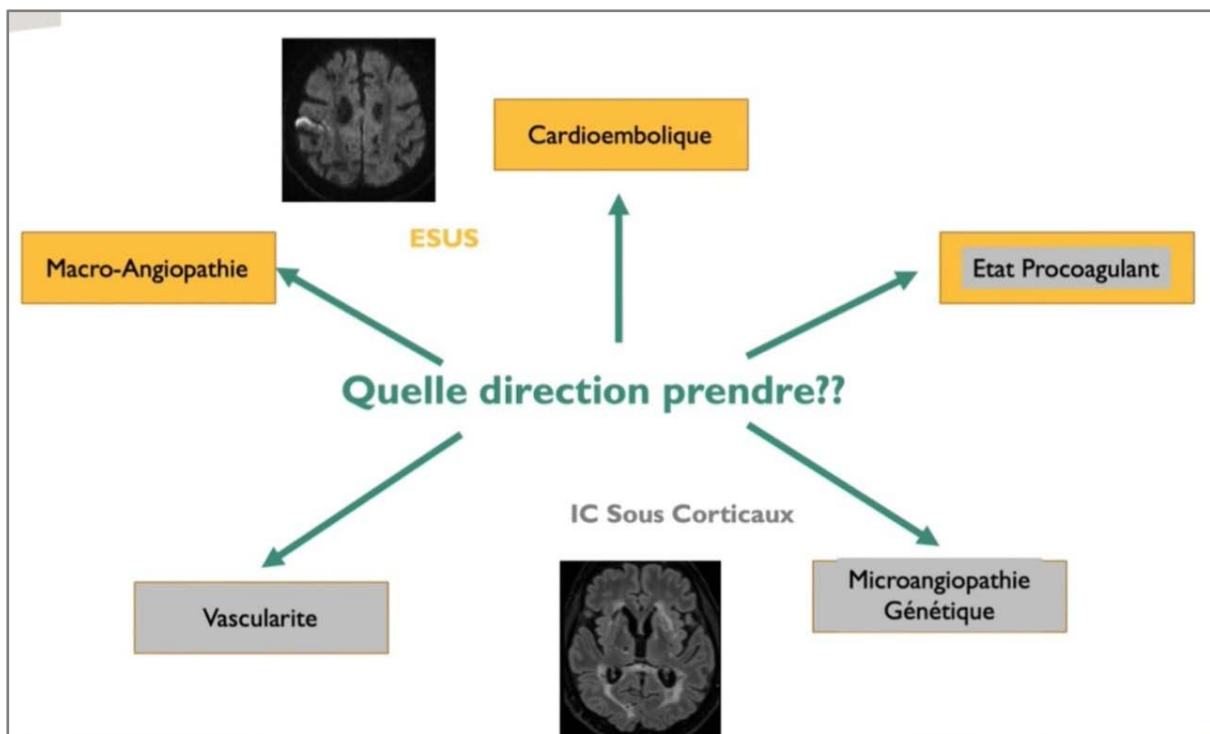 Cardioembolique
ESUS
Macro-Angiopathie
Etat Procoagulant
Quelle direction prendre??
IC Sous Corticaux
Microangiopathie
Génétique
Vascularite